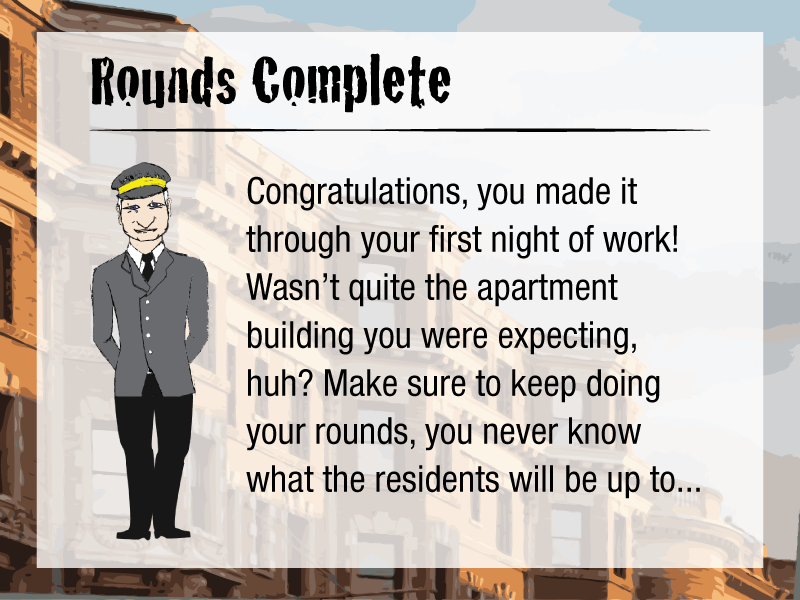 Rounds Complete
Congratulations, you made it
through your first night of work!
Wasn’t quite the apartment
building you were expecting,
huh? Make sure to keep doing
your rounds, you never know
what the residents will be up to...